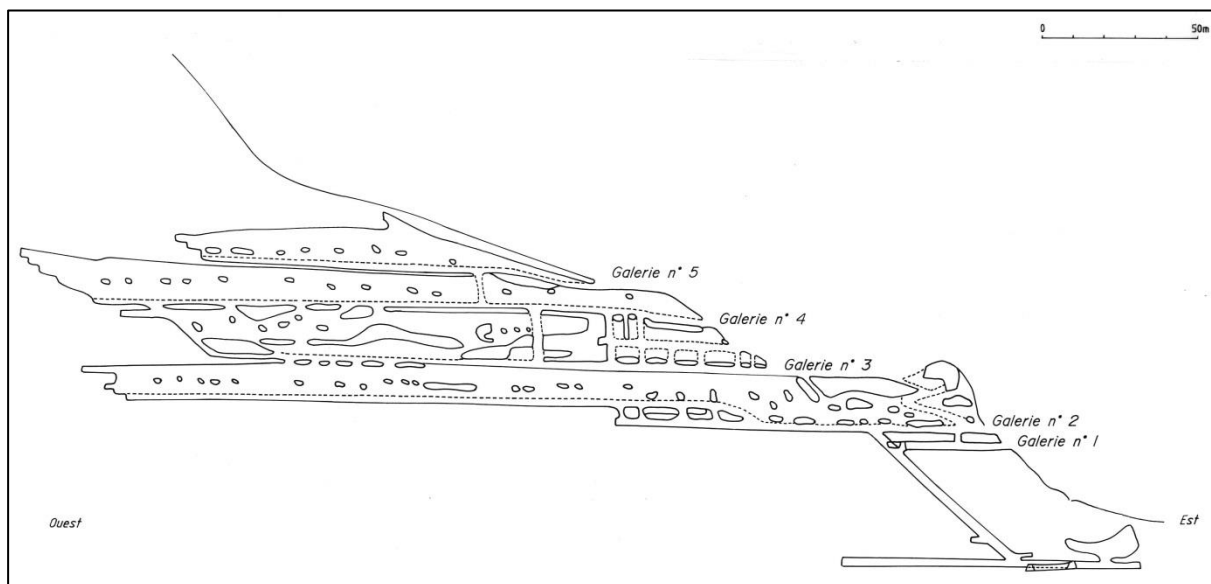 0 50m
Galerie n° 5
Galerie n° 4
Galerie n° 3
Galerie n° 2
Galerie n° 1
Ouest Est